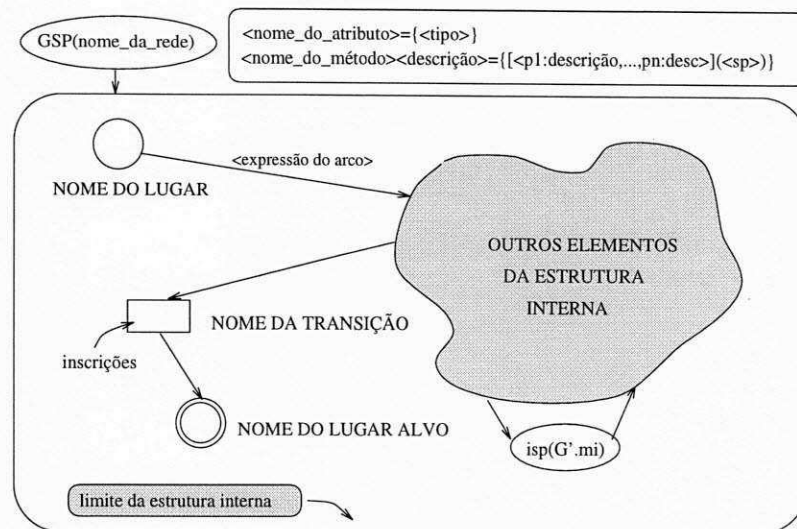 GSP(nome_da_rede)
<nome_do_atributo>={<tipo>}
<nome_do_método><descrição>={[<p1:descrição,...,pn:desc>](<sp>)}
<expressão do arco>
NOME DO LUGAR
OUTROS ELEMENTOS
DA ESTRUTURA
INTERNA
NOME DA TRANSIÇÃO
inscrições
NOME DO LUGAR ALVO
isp(G'.mi)
limite da estrutura interna